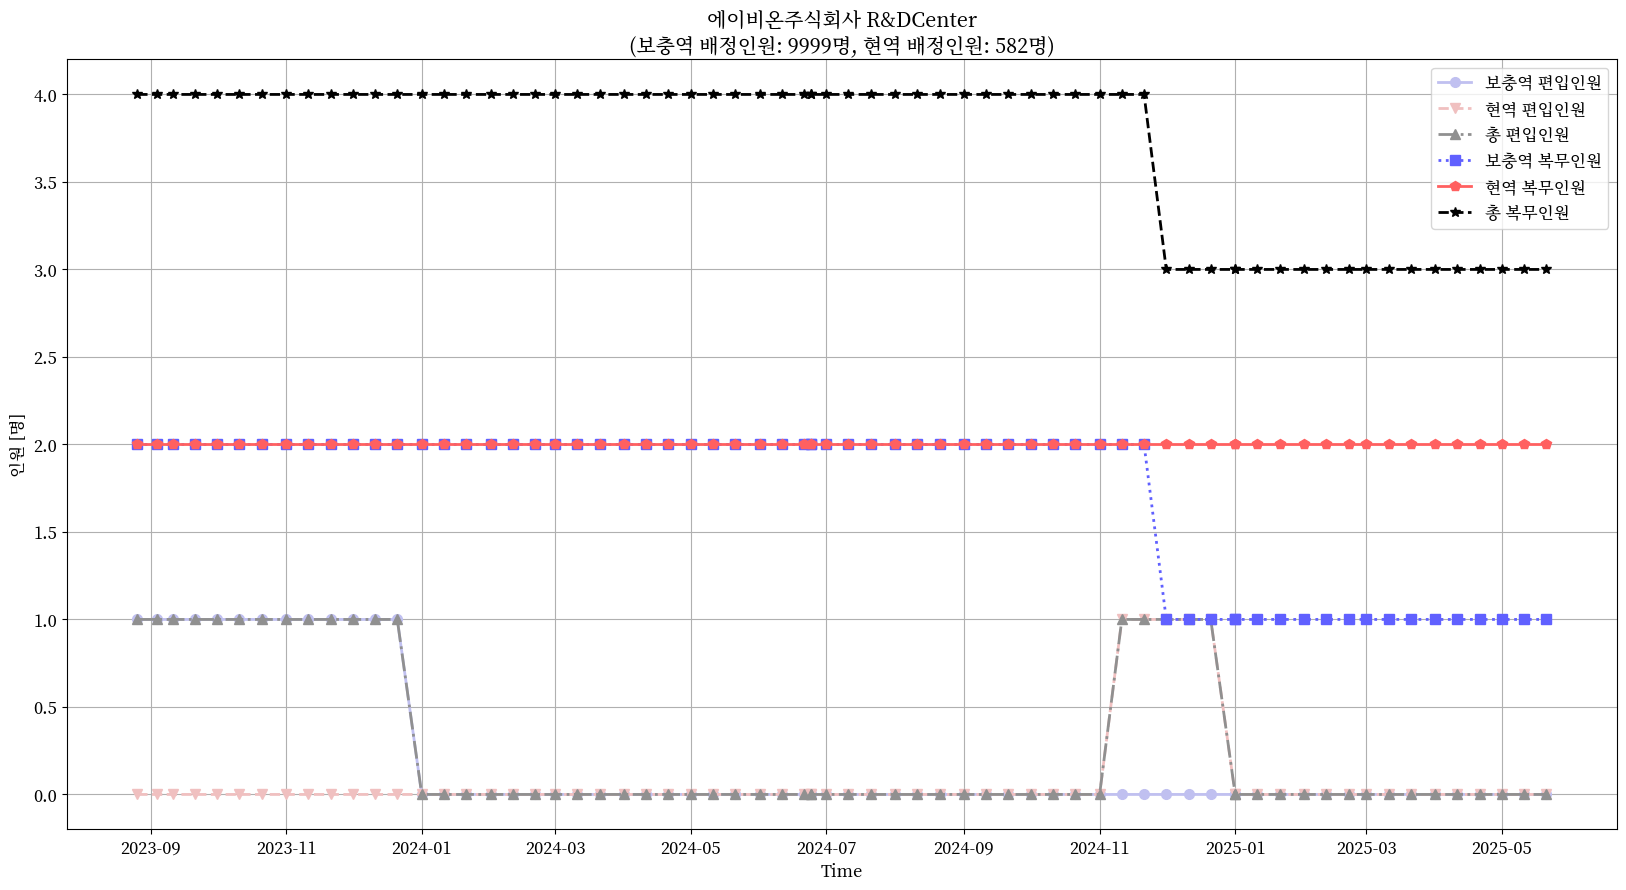 에이비온주식회사 R&DCenter
(보충역 배정인원: 9999명, 현역 배정인원: 582명)
보충역 편입인원
현역 편입인원
총 편입인원
보충역 복무인원
현역 복무인원
총 복무인원
인원 [명]
4.0
3.5
3.0
2.5
2.0
1.5
1.0
0.5
0.0
2023-09 2023-11 2024-01 2024-03 2024-05 2024-07 2024-09 2024-11 2025-01 2025-03 2025-05
Time